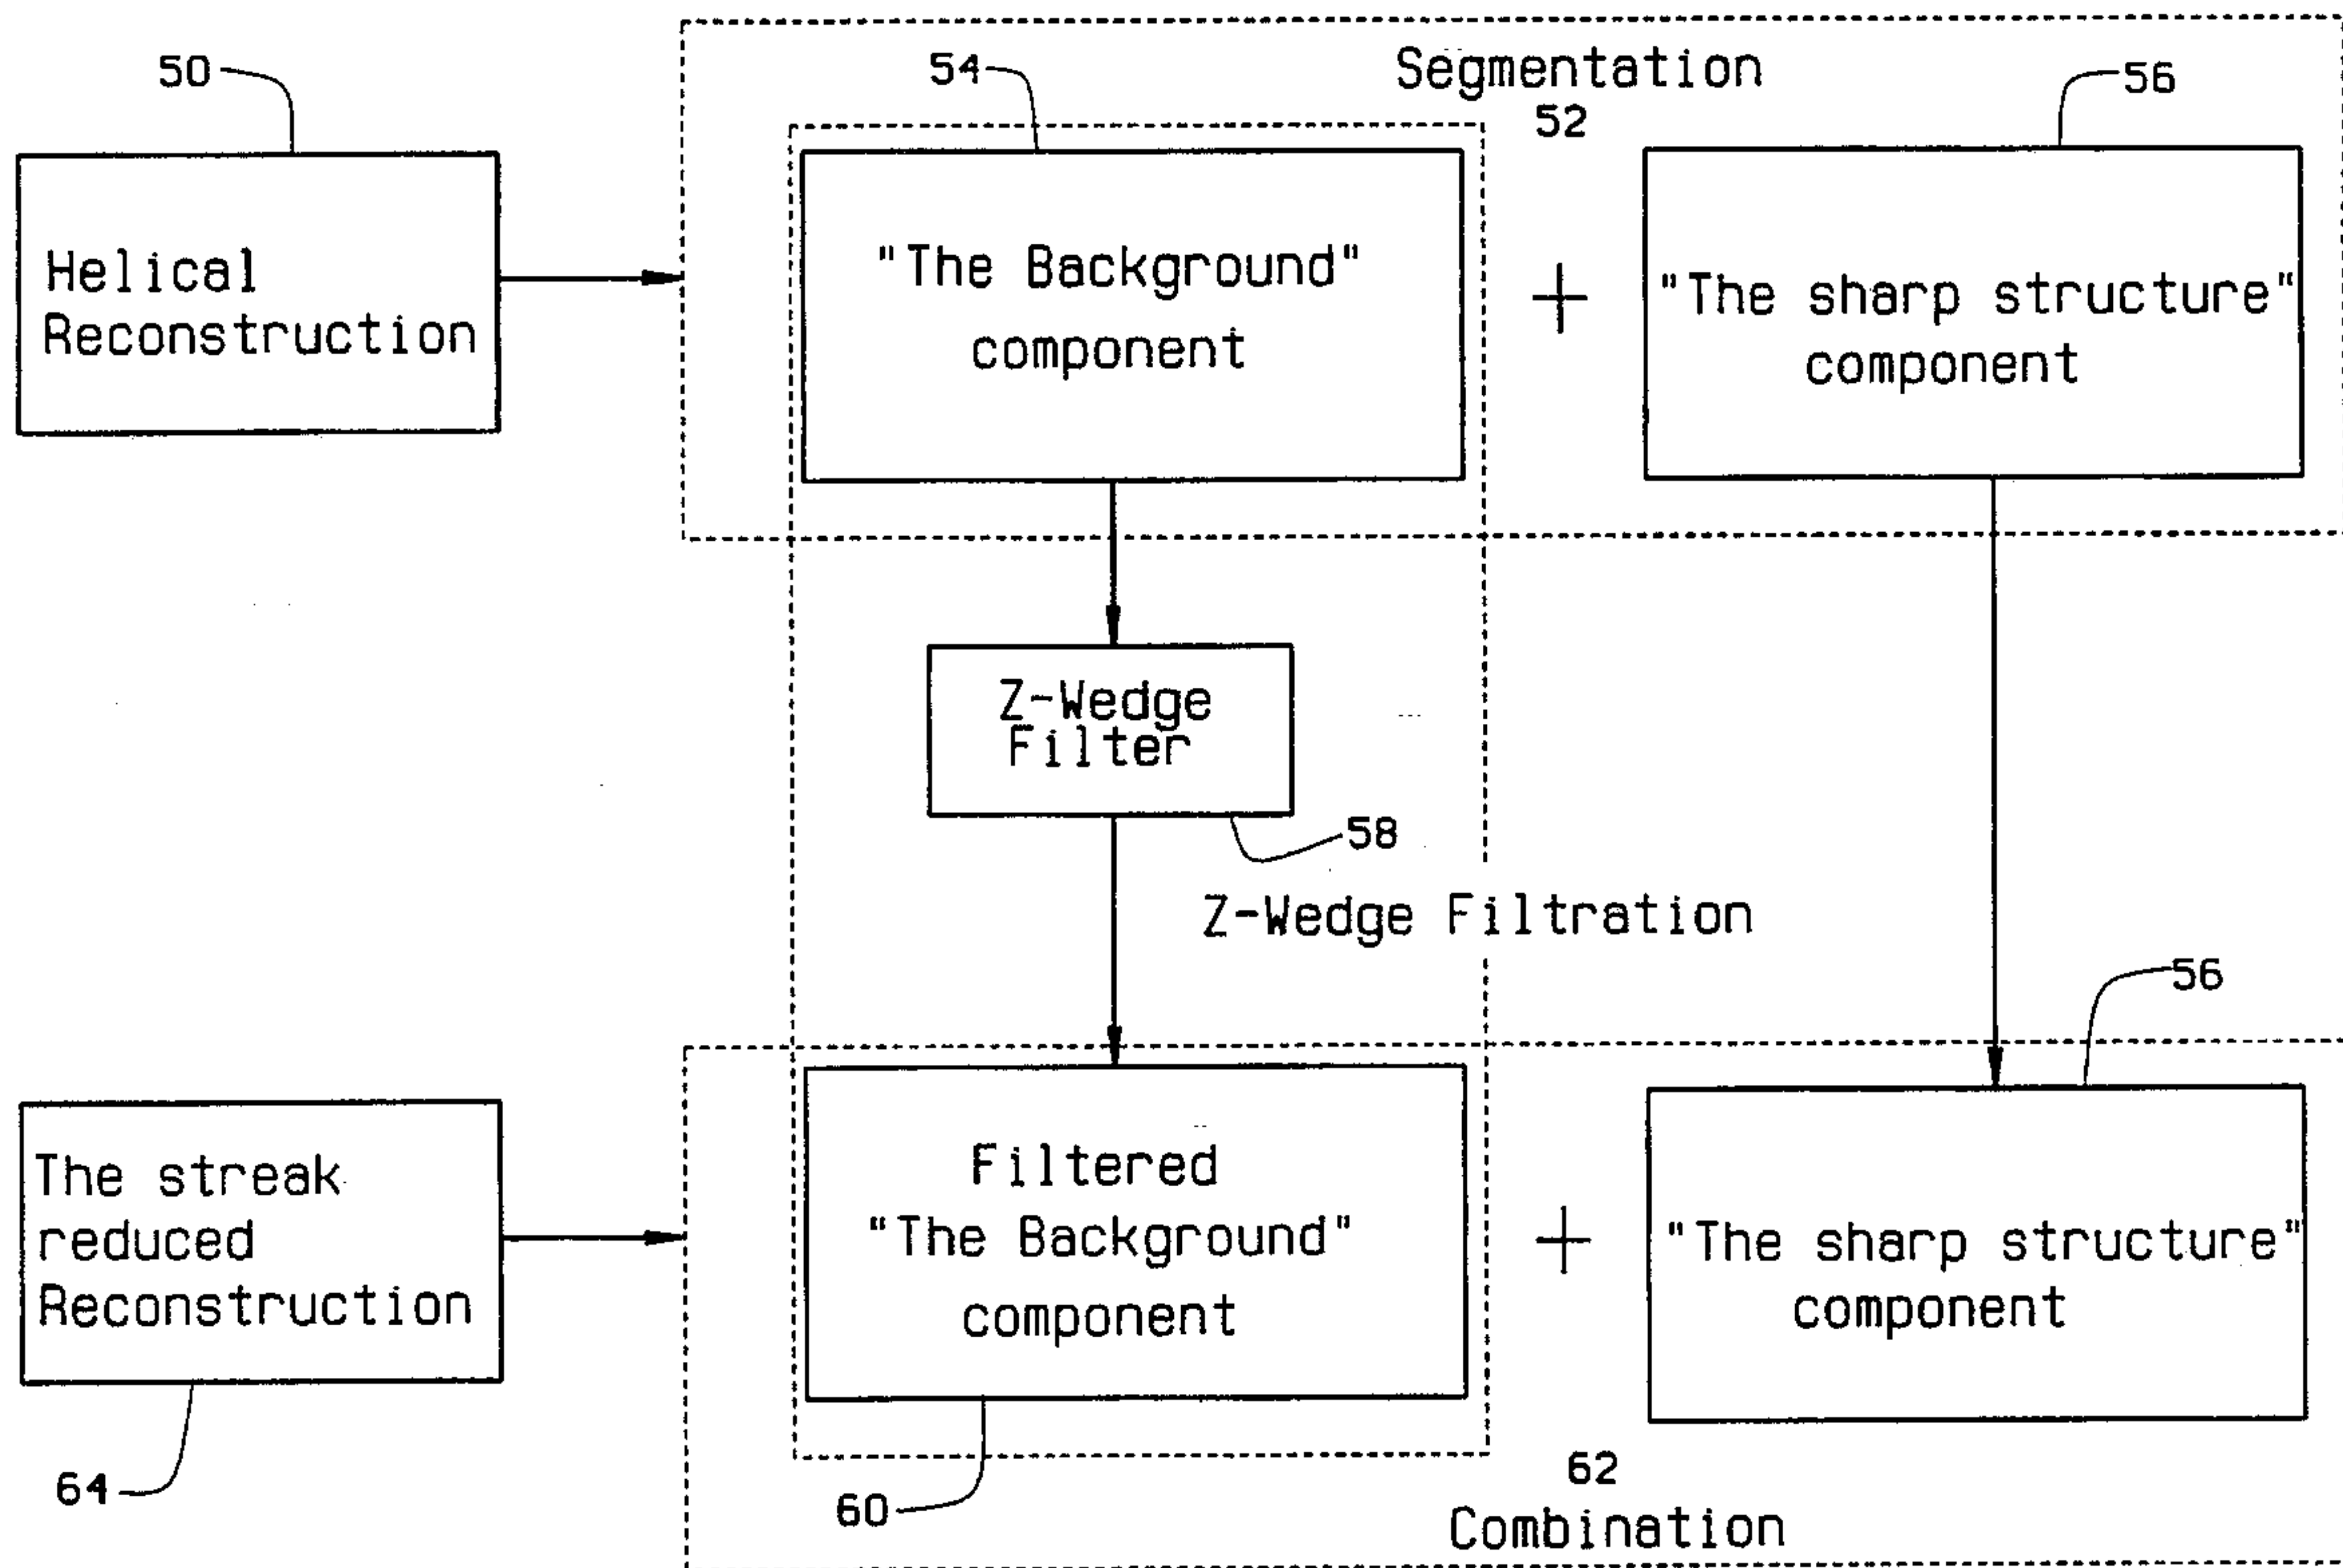 50
54
Segmentation
52
56
Helical
Reconstruction
"The Background"
component
+
"The sharp structure"
component
Z-Wedge
Filter
58
Z-Wedge Filtration
56
The streak
reduced
Reconstruction
Filtered
"The Background"
component
+
"The sharp structure"
component
64
60
62
Combination